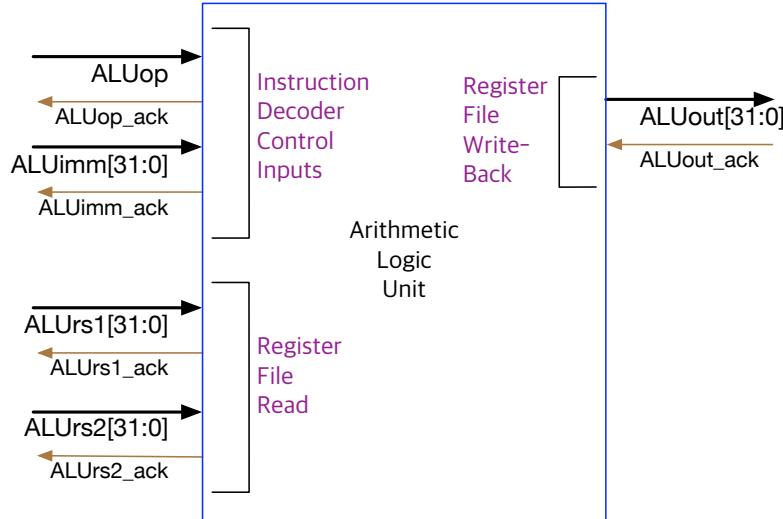 ALUop
ALUop_ack
ALUimm[31:0]
ALUimm_ack
Instruction
Decoder
Control
Inputs
Register
File
Write-
Back
ALUout[31:0]
ALUout_ack
Arithmetic
Logic
Unit
ALUrs1[31:0]
ALUrs1_ack
ALUrs2[31:0]
ALUrs2_ack
Register
File
Read